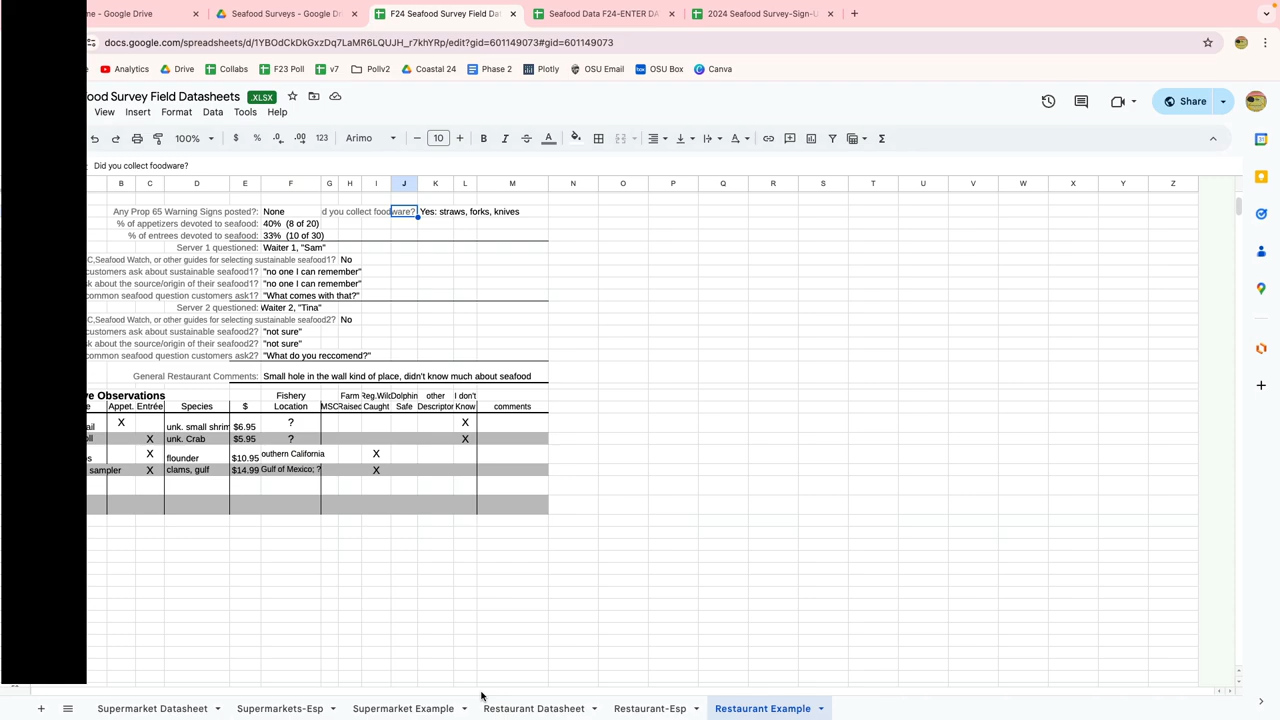 me - Google Drive
Seafood Surveys - Google Dri
F24 Seafood Survey Field Dat
Seafood Data F24-ENTER DA
2024 Seafood Survey-Sign-U
docs.google.com/spreadsheets/d/1YBOdCkDkGxzDq7LaMR6LQUJH_r7khYRp/edit?gid=601149073#gid=601149073
Analytics Drive Collabs F23 Poll v7 Pollv2 Coastal 24 Phase 2 Plotly OSU Email OSU Box Canva
ood Survey Field Datasheets .XLSX
Share
View Insert Format Data Tools Help
100% $ % .0 .00 123 Arimo 10 B I A
Did you collect foodware?
B C D E F G H I J K L M N O P Q R S T U V W X Y Z
Any Prop 65 Warning Signs posted?: None d you collect foodware? Yes: straws, forks, knives
% of appetizers devoted to seafood: 40% (8 of 20)
% of entrees devoted to seafood: 33% (10 of 30)
Server 1 questioned: Waiter 1, "Sam"
C,Seafood Watch, or other guides for selecting sustainable seafood1? No
customers ask about sustainable seafood1? "no one I can remember"
sk about the source/origin of their seafood1? "no one I can remember"
common seafood question customers ask1? "What comes with that?"
Server 2 questioned: Waiter 2, "Tina"
C,Seafood Watch, or other guides for selecting sustainable seafood2? No
customers ask about sustainable seafood2? "not sure"
sk about the source/origin of their seafood2? "not sure"
common seafood question customers ask2? "What do you reccomend?"
General Restaurant Comments: Small hole in the wall kind of place, didn't know much about seafood
ve Observations Fishery Farm Reg.Wild Dolphin other I don't
e Appet. Entrée Species $ Location MSC Raised Caught Safe Descriptor Know comments
ail X unk. small shrim $6.95 ? X
oll X unk. Crab $5.95 ? X
os X flounder $10.95 outhern California X
sampler X clams, gulf $14.99 Gulf of Mexico; ? X
Supermarket Datasheet Supermarkets-Esp Supermarket Example Restaurant Datasheet Restaurant-Esp Restaurant Example